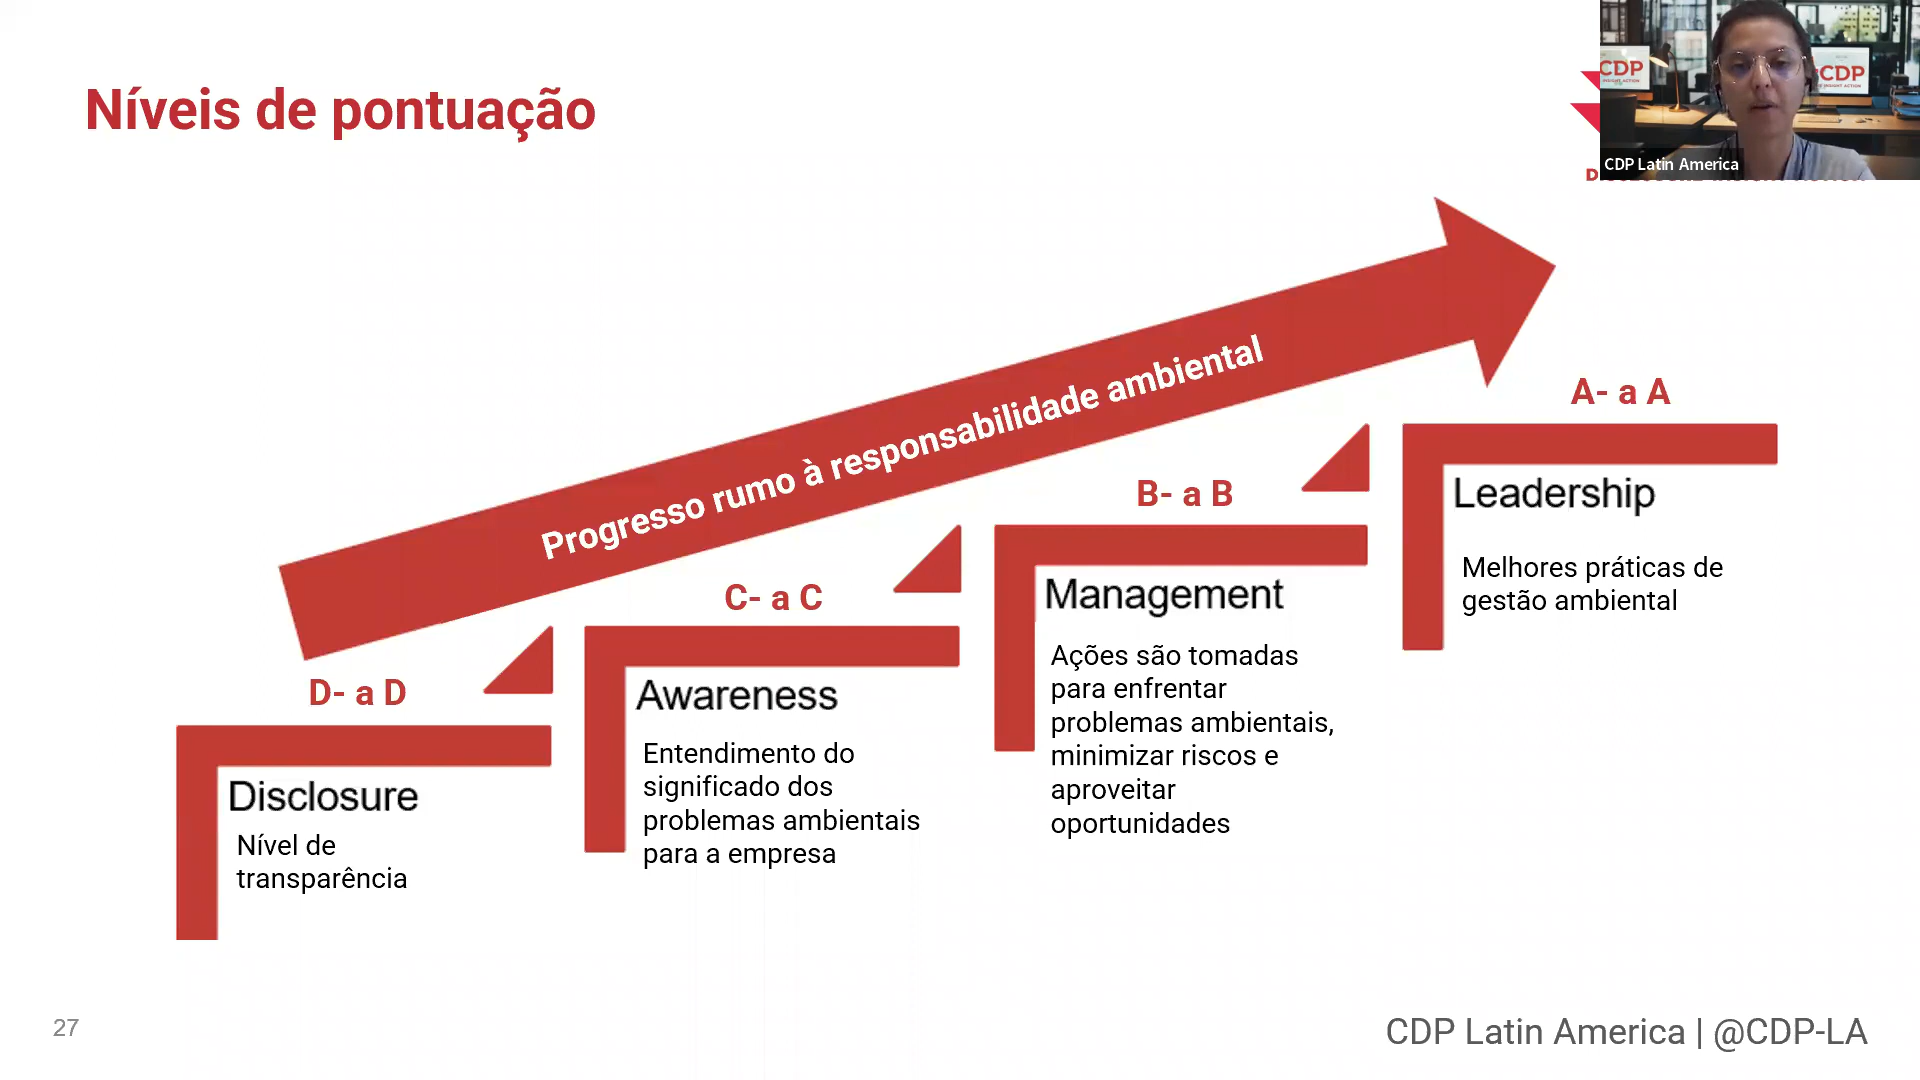 Níveis de pontuação
CDP
CDP
CDP Latin America
Progresso rumo à responsabilidade ambiental
A- a A
Leadership
Melhores práticas de
gestão ambiental
B- a B
Management
Ações são tomadas
para enfrentar
problemas ambientais,
minimizar riscos e
aproveitar
oportunidades
C- a C
Awareness
Entendimento do
significado dos
problemas ambientais
para a empresa
D- a D
Disclosure
Nível de
transparência
27
CDP Latin America | @CDP-LA